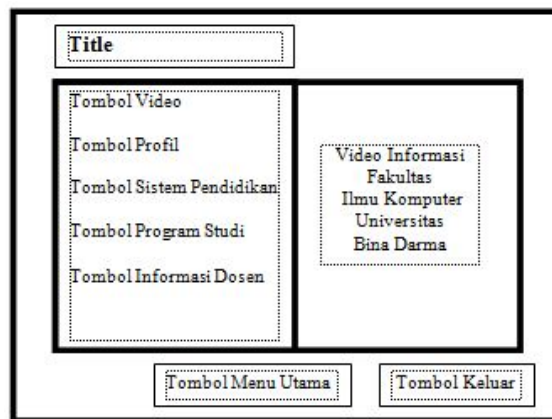 Title
Tombol Video
Tombol Profil
Tombol Sistem Pendidikan
Tombol Program Studi
Tombol Informasi Dosen
Video Informasi
Fakultas
Ilmu Komputer
Universitas
Bina Darma
Tombol Menu Utama
Tombol Keluar